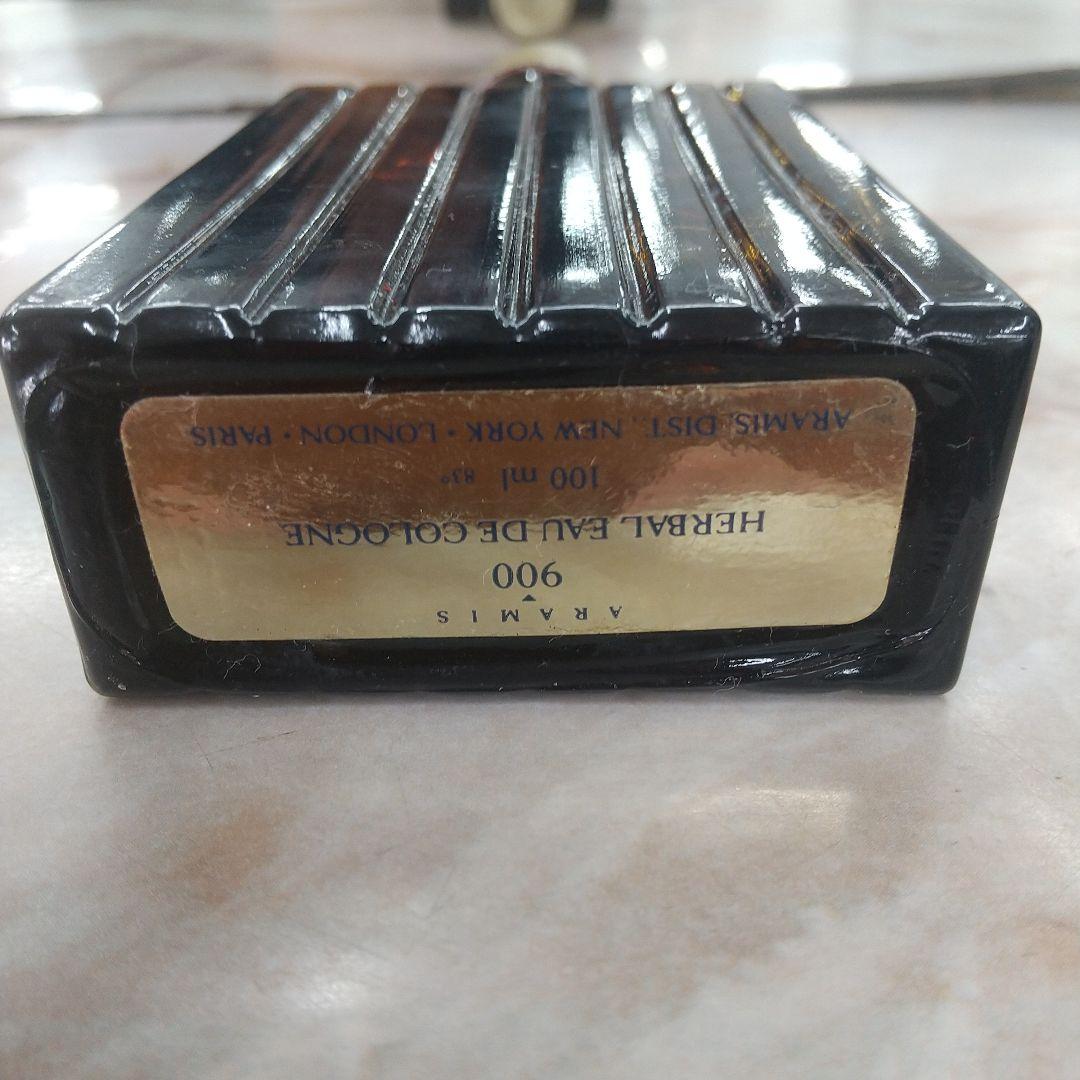 ARAMIS
900
HERBAL EAU DE COLOGNE
100 ml 83°
ARAMIS, DIST., NEW YORK · LONDON · PARIS